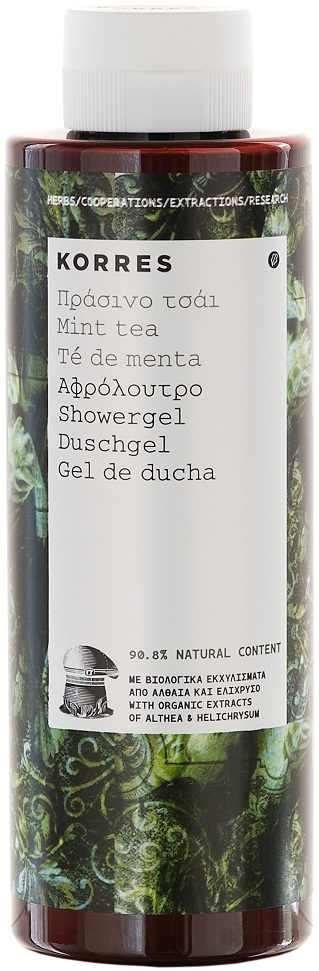 KORRES
HERBS/COOPERATIONS/EXTRACTIONS/RESEARCH
KORRES
Πράσινο τσάι
Mint tea
Té de menta
Αφρόλουτρο
Showergel
Duschgel
Gel de ducha
90.8% NATURAL CONTENT
ΜΕ ΒΙΟΛΟΓΙΚΑ ΕΚΧΥΛΙΣΜΑΤΑ
ΑΠΟ ΑΛΘΑΙΑ ΚΑΙ ΕΛΙΧΡΥΣΟ
WITH ORGANIC EXTRACTS
OF ALTHEA & HELICHRYSUM